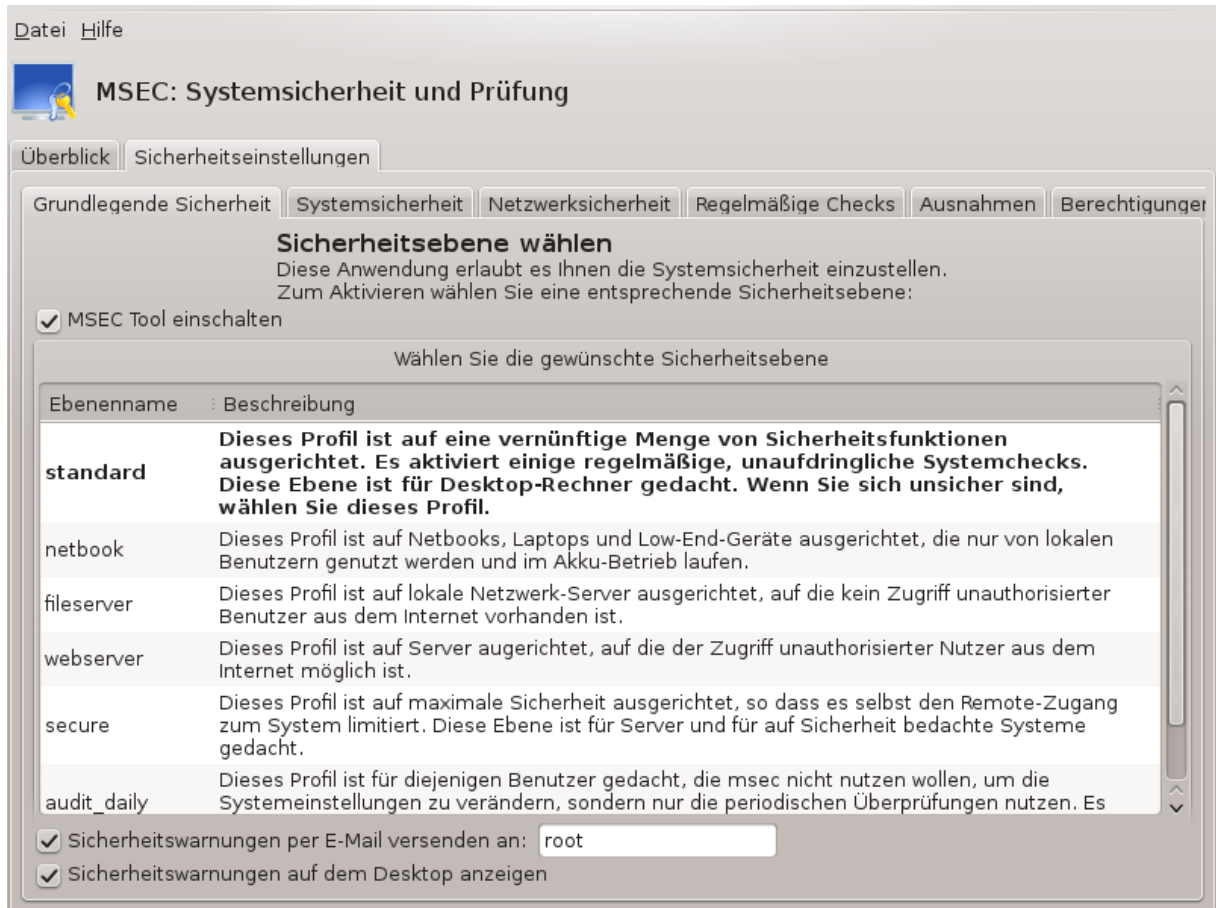 Datei Hilfe
MSEC: Systemsicherheit und Prüfung
Überblick Sicherheitseinstellungen
Grundlegende Sicherheit Systemsicherheit Netzwerksicherheit Regelmäßige Checks Ausnahmen Berechtigungen
Sicherheitsebene wählen
Diese Anwendung erlaubt es Ihnen die Systemsicherheit einzustellen.
Zum Aktivieren wählen Sie eine entsprechende Sicherheitsebene:
MSEC Tool einschalten
Wählen Sie die gewünschte Sicherheitsebene
Ebenenname Beschreibung
standard
Dieses Profil ist auf eine vernünftige Menge von Sicherheitsfunktionen
ausgerichtet. Es aktiviert einige regelmäßige, unaufdringliche Systemchecks.
Diese Ebene ist für Desktop-Rechner gedacht. Wenn Sie sich unsicher sind,
wählen Sie dieses Profil.
netbook
Dieses Profil ist auf Netbooks, Laptops und Low-End-Geräte ausgerichtet, die nur von lokalen
Benutzern genutzt werden und im Akku-Betrieb laufen.
fileserver
Dieses Profil ist auf lokale Netzwerk-Server ausgerichtet, auf die kein Zugriff unauthorisierter
Benutzer aus dem Internet vorhanden ist.
webserver
Dieses Profil ist auf Server augerichtet, auf die der Zugriff unauthorisierter Nutzer aus dem
Internet möglich ist.
secure
Dieses Profil ist auf maximale Sicherheit ausgerichtet, so dass es selbst den Remote-Zugang
zum System limitiert. Diese Ebene ist für Server und für auf Sicherheit bedachte Systeme
gedacht.
audit_daily
Dieses Profil ist für diejenigen Benutzer gedacht, die msec nicht nutzen wollen, um die
Systemeinstellungen zu verändern, sondern nur die periodischen Überprüfungen nutzen. Es
Sicherheitswarnungen per E-Mail versenden an: root
Sicherheitswarnungen auf dem Desktop anzeigen